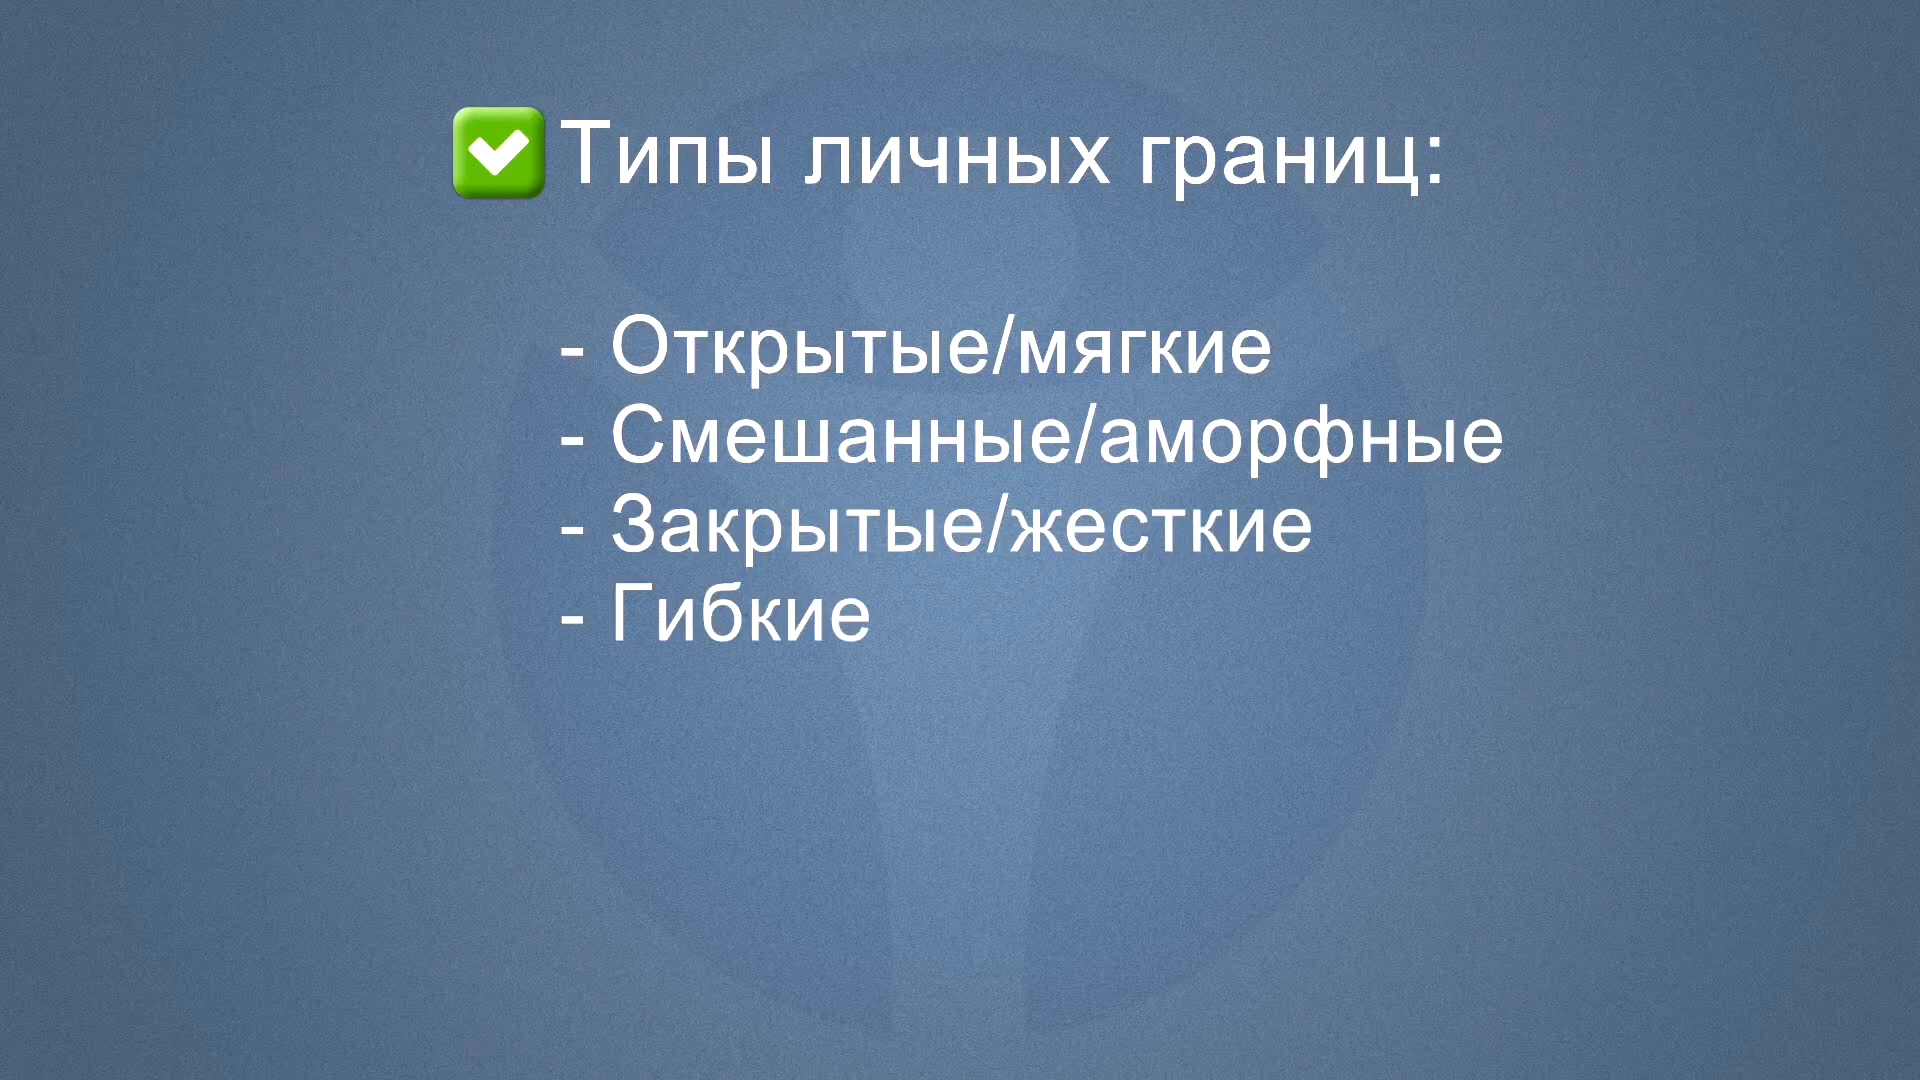 ✅ Типы личных границ:
- Открытые/мягкие
- Смешанные/аморфные
- Закрытые/жесткие
- Гибкие